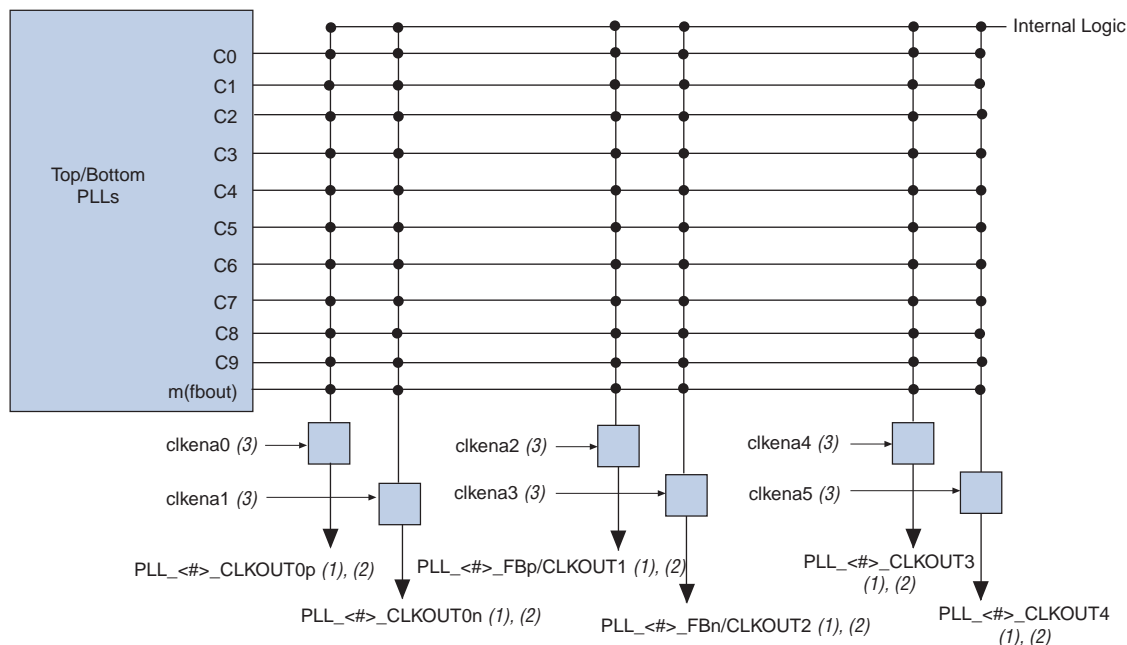 Internal Logic
C0
C1
C2
C3
Top/Bottom
PLLs
C4
C5
C6
C7
C8
C9
m(fbout)
clkena0 (3)
clkena2 (3)
clkena4 (3)
clkena1 (3)
clkena3 (3)
clkena5 (3)
PLL_<#>_CLKOUT0p (1), (2)
PLL_<#>_FBp/CLKOUT1 (1), (2)
PLL_<#>_CLKOUT3
(1), (2)
PLL_<#>_CLKOUT0n (1), (2)
PLL_<#>_FBn/CLKOUT2 (1), (2)
PLL_<#>_CLKOUT4
(1), (2)